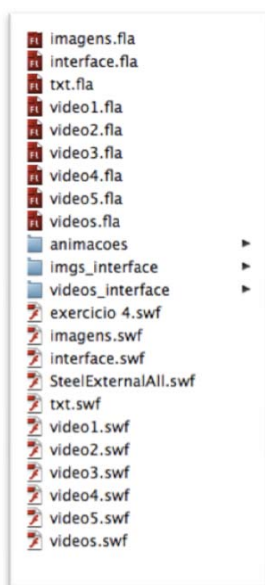 imagens.fla
interface.fla
txt.fla
video1.fla
video2.fla
video3.fla
video4.fla
video5.fla
videos.fla
animacoes
imgs_interface
videos_interface
exercicio 4.swf
imagens.swf
interface.swf
SteelExternalAll.swf
txt.swf
video1.swf
video2.swf
video3.swf
video4.swf
video5.swf
videos.swf